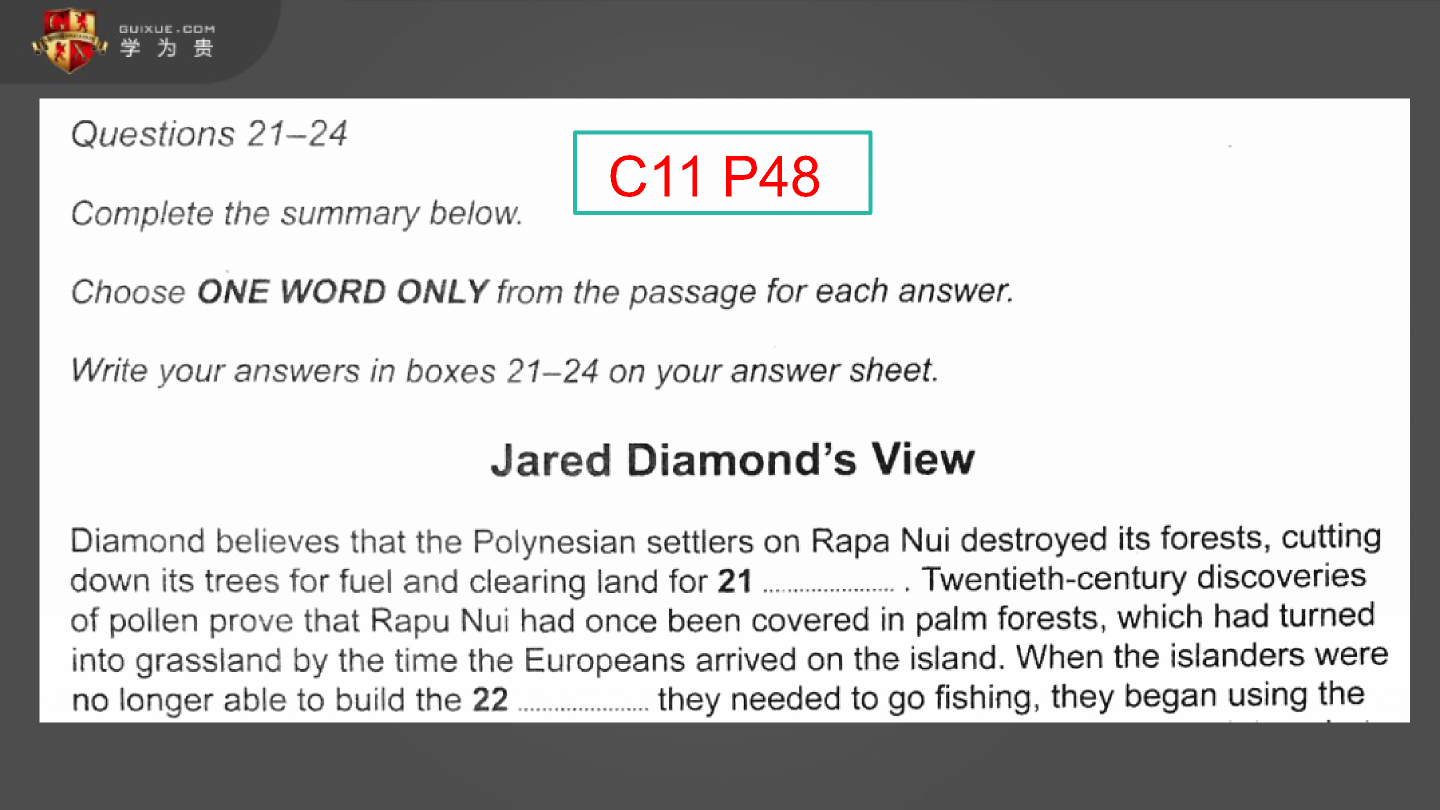 GUIXUE.COM
学为贵
Questions 21–24
C11 P48
Complete the summary below.
Choose ONE WORD ONLY from the passage for each answer.
Write your answers in boxes 21–24 on your answer sheet.
Jared Diamond's View
Diamond believes that the Polynesian settlers on Rapa Nui destroyed its forests, cutting
down its trees for fuel and clearing land for 21 ...................... . Twentieth-century discoveries
of pollen prove that Rapu Nui had once been covered in palm forests, which had turned
into grassland by the time the Europeans arrived on the island. When the islanders were
no longer able to build the 22 ...................... they needed to go fishing, they began using the